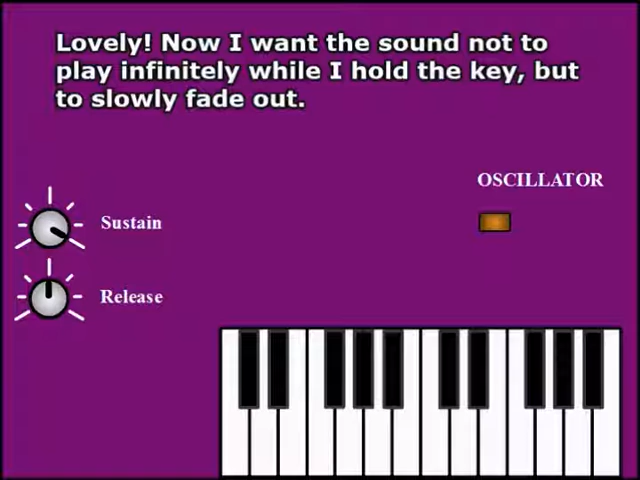 Lovely! Now I want the sound not to
play infinitely while I hold the key, but
to slowly fade out.
OSCILLATOR
Sustain
Release